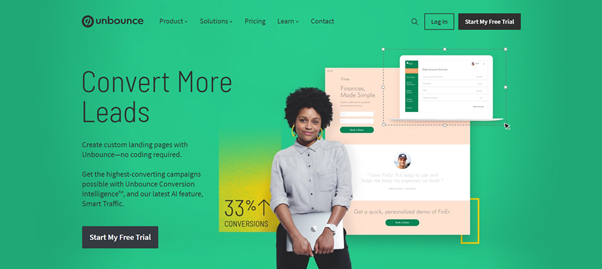 unbounce
Product Solutions Pricing Learn Contact
Log In
Start My Free Trial
Convert More
Leads
Create custom landing pages with
Unbounce—no coding required.
Get the highest-converting campaigns
possible with Unbounce Conversion
Intelligence™, and our latest AI feature,
Smart Traffic.
Start My Free Trial
33%↑
CONVERSIONS
Finances,
Made Simple
Get a quick, personalized demo of FinEr.